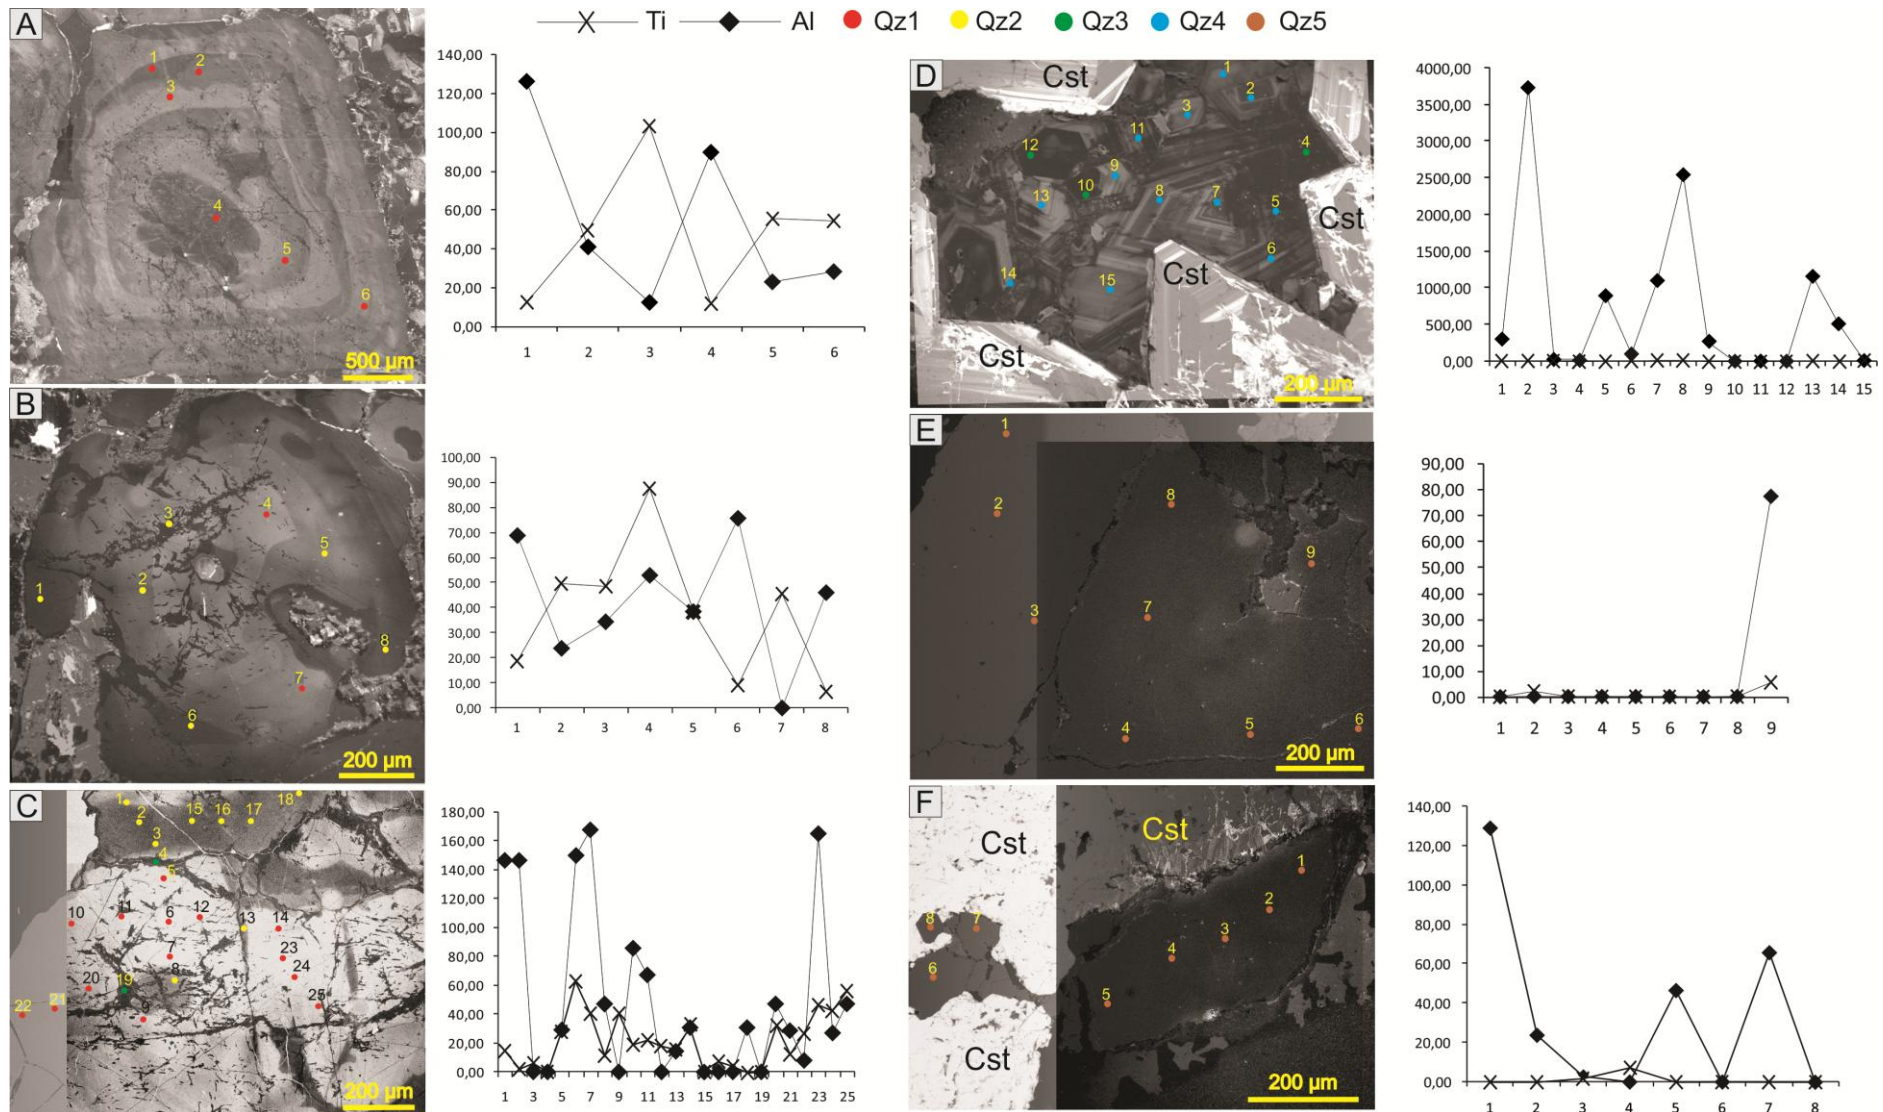 Ti Al Qz1 Qz2 Qz3 Qz4 Qz5
A
1 2
3
4
5
6
500 µm
140,00
120,00
100,00
80,00
60,00
40,00
20,00
0,00
1 2 3 4 5 6
B
3 4
5
2
1
8
7
6
200 µm
100,00
90,00
80,00
70,00
60,00
50,00
40,00
30,00
20,00
10,00
0,00
1 2 3 4 5 6 7 8
C
1 18
2 15 16 17
3
4
5
10 11 6 12 13 14
7 23
20 19 8 24
22 21 9 25
200 µm
180,00
160,00
140,00
120,00
100,00
80,00
60,00
40,00
20,00
0,00
1 3 5 7 9 11 13 15 17 19 21 23 25
D
Cst 1
2
3
11
12 4
9
13 10 8 7 5
Cst
6
14 15 Cst
Cst
200 µm
4000,00
3500,00
3000,00
2500,00
2000,00
1500,00
1000,00
500,00
0,00
1 2 3 4 5 6 7 8 9 10 11 12 13 14 15
E
1
2 8
9
3 7
4 5 6
200 µm
90,00
80,00
70,00
60,00
50,00
40,00
30,00
20,00
10,00
0,00
1 2 3 4 5 6 7 8 9
F
Cst Cst
1
2
8 7 3
4
6
5
Cst
200 µm
140,00
120,00
100,00
80,00
60,00
40,00
20,00
0,00
1 2 3 4 5 6 7 8